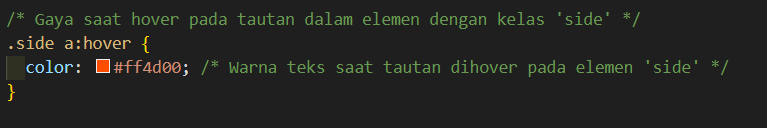 /* Gaya saat hover pada tautan dalam elemen dengan kelas 'side' */
.side a:hover {
color: #ff4d00; /* Warna teks saat tautan dihover pada elemen 'side' */
}